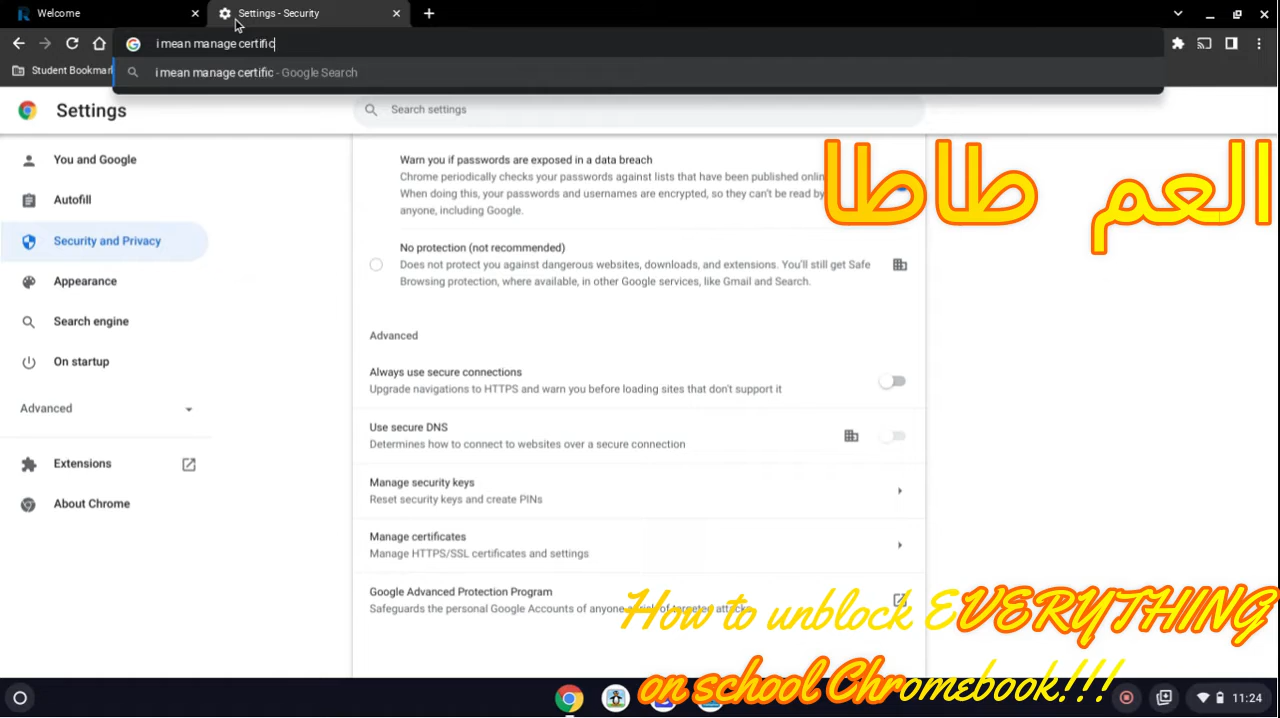 Welcome
Settings - Security
i mean manage certific
Student Bookmar
i mean manage certific - Google Search
Settings
Search settings
You and Google
Autofill
Security and Privacy
Appearance
Search engine
On startup
Advanced
Extensions
About Chrome
Warn you if passwords are exposed in a data breach
Chrome periodically checks your passwords against lists that have been published onlin
When doing this, your passwords and usernames are encrypted, so they can't be read by
anyone, including Google.
No protection (not recommended)
Does not protect you against dangerous websites, downloads, and extensions. You'll still get Safe
Browsing protection, where available, in other Google services, like Gmail and Search.
Advanced
Always use secure connections
Upgrade navigations to HTTPS and warn you before loading sites that don't support it
Use secure DNS
Determines how to connect to websites over a secure connection
Manage security keys
Reset security keys and create PINs
Manage certificates
Manage HTTPS/SSL certificates and settings
Google Advanced Protection Program
Safeguards the personal Google Accounts of anyone at risk of targeted attacks
العم طاطا
How to unblock EVERYTHING
on school Chromebook!!!
11:24